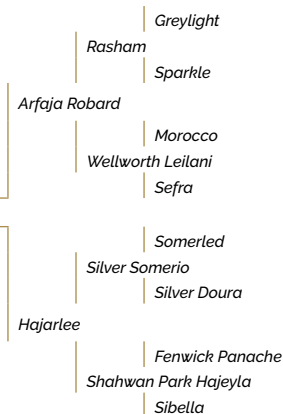 Greylight
Rasham
Sparkle
Arfaja Robard
Morocco
Wellworth Leilani
Sefra
Somerled
Silver Somerio
Silver Doura
Hajarlee
Fenwick Panache
Shahwan Park Hajeyla
Sibella